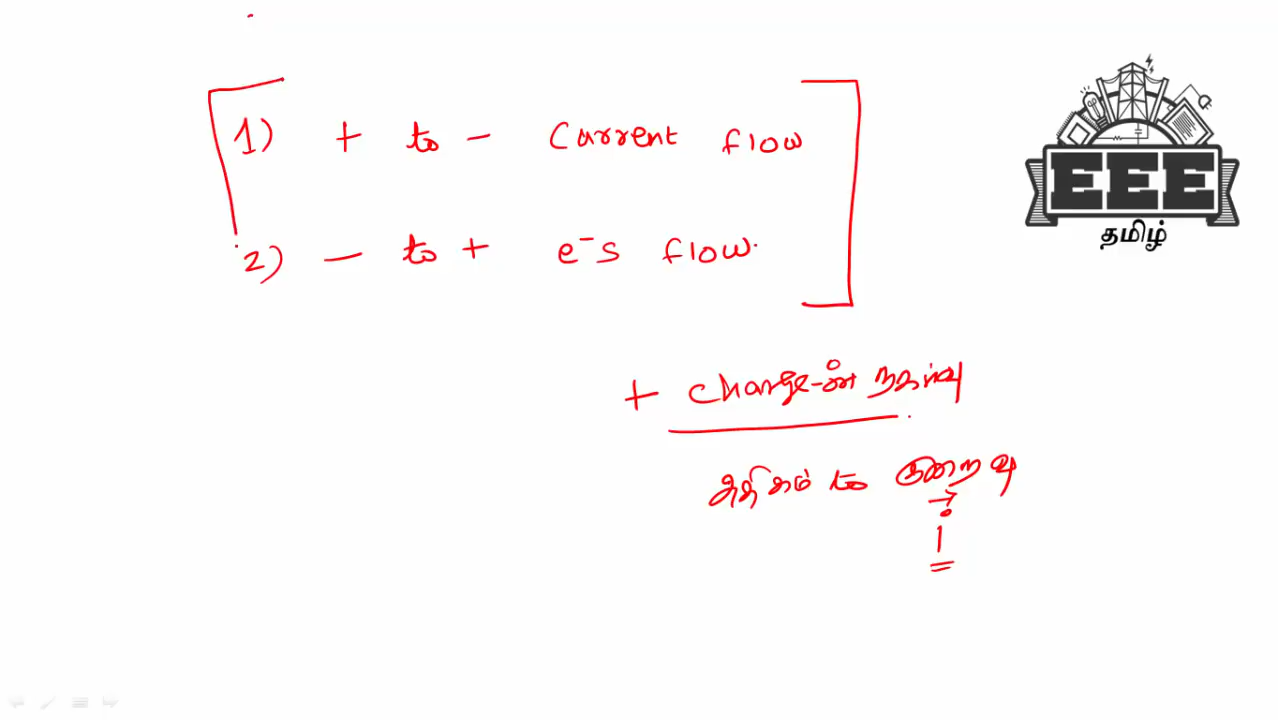 1) + to - Current flow
2) - to + e⁻s flow
EEE
தமிழ்
+ charge-ன் நகர்வு
அதிகம் to குறைவு
→
i